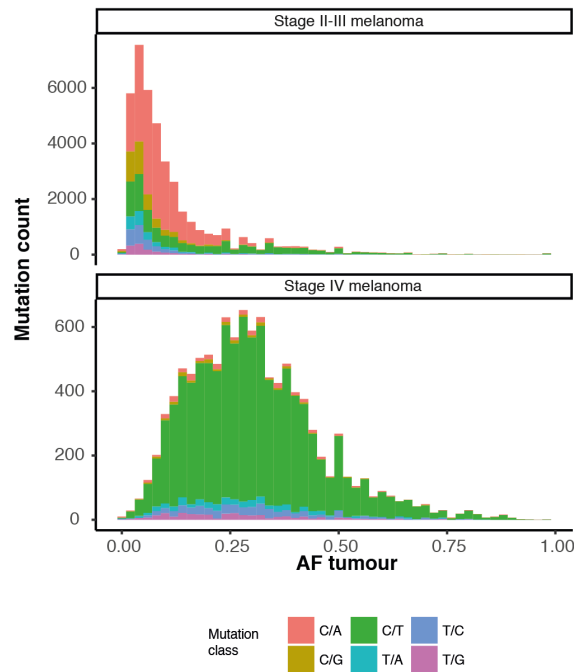 Stage II-III melanoma
6000
4000
2000
0
Mutation count
Stage IV melanoma
600
400
200
0
0.00 0.25 0.50 0.75 1.00
AF tumour
Mutation class
C/A C/T T/C
C/G T/A T/G